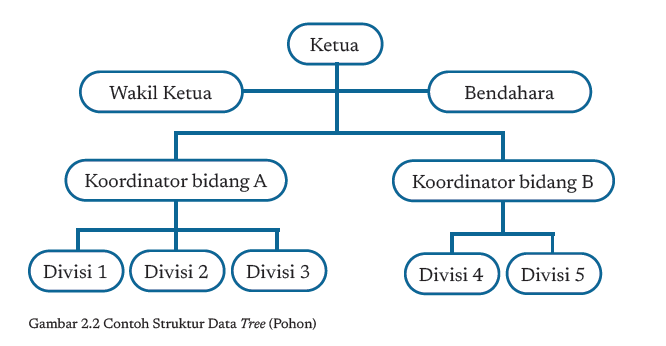 Ketua
Wakil Ketua
Bendahara
Koordinator bidang A
Koordinator bidang B
Divisi 1
Divisi 2
Divisi 3
Divisi 4
Divisi 5
Gambar 2.2 Contoh Struktur Data Tree (Pohon)